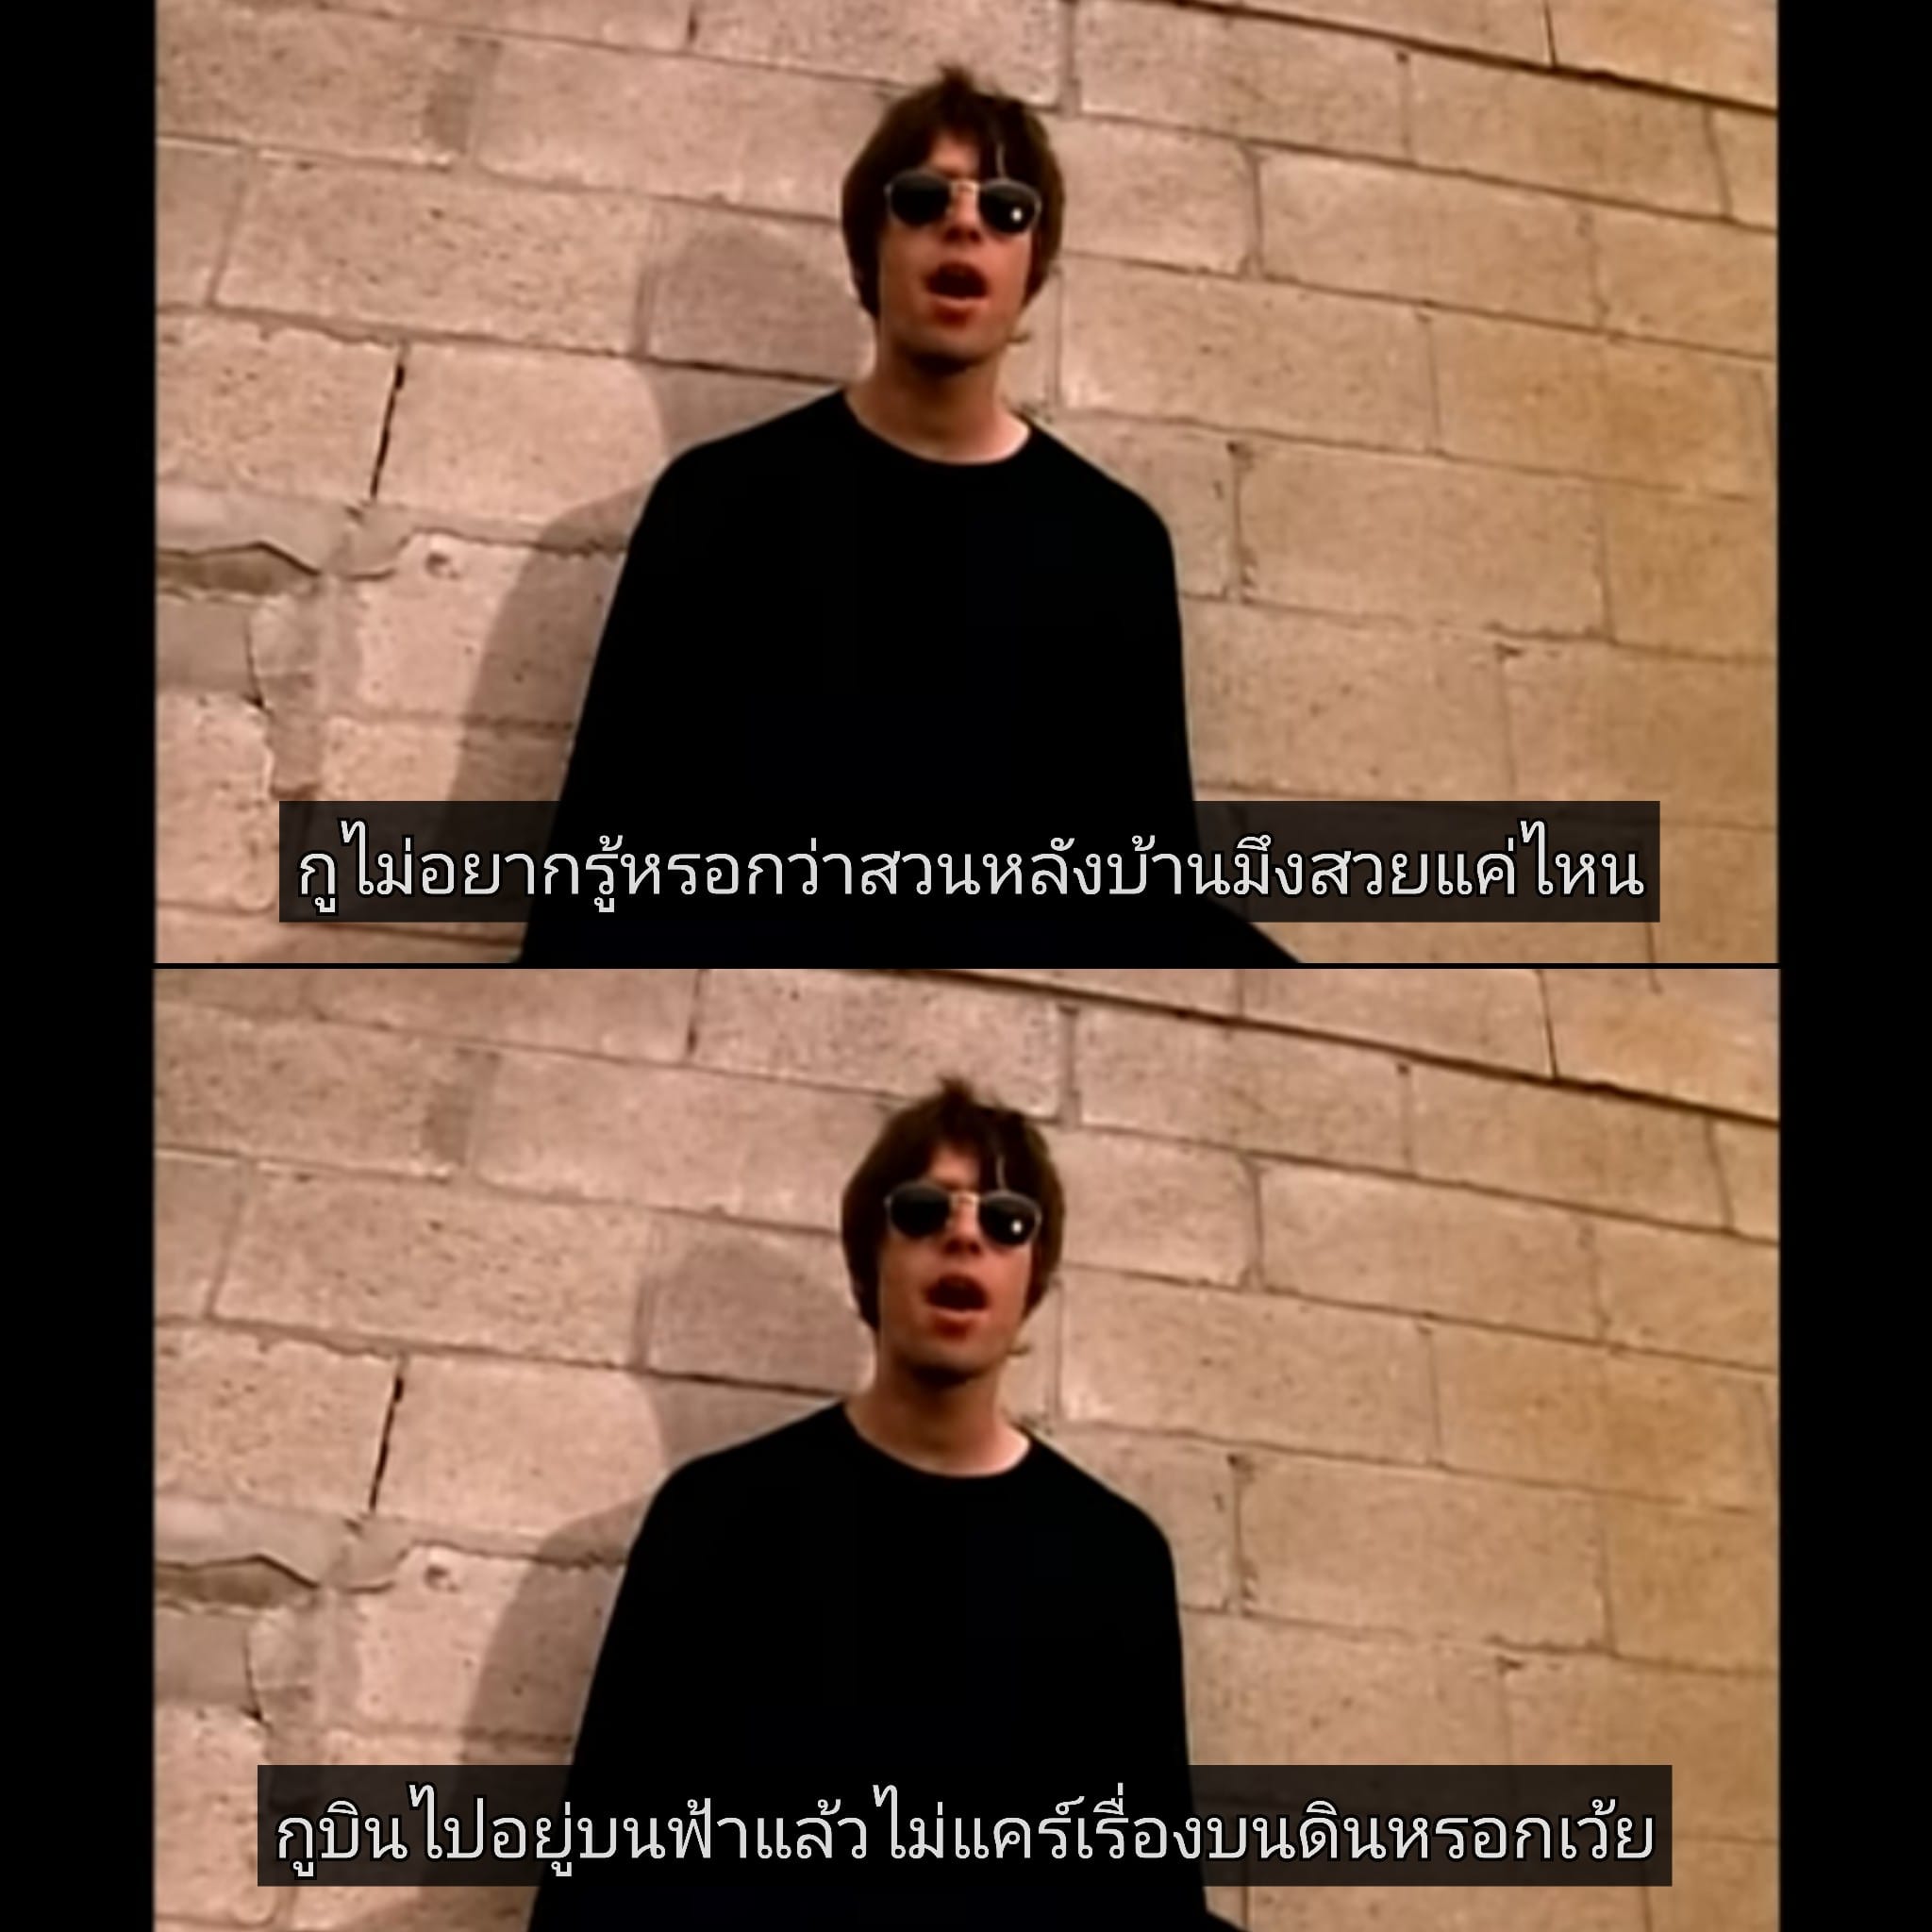 กูไม่อยากรู้หรอกว่าสวนหลังบ้านมึงสวยแค่ไหน
กูบินไปอยู่บนฟ้าแล้วไม่แคร์เรื่องบนดินหรอกเว้ย